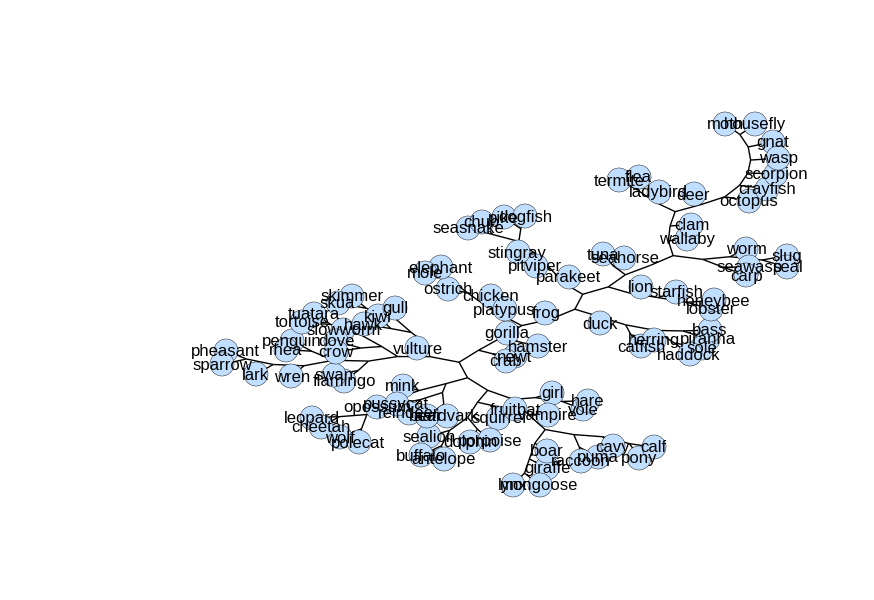 moth
housefly
gnat
wasp
scorpion
crayfish
octopus
flea
termite
ladybird
deer
clam
wallaby
worm
slug
seawasp
seal
carp
chub
pike
dogfish
seasnake
stingray
pitviper
tuna
seahorse
parakeet
lion
starfish
honeybee
lobster
elephant
mole
ostrich
chicken
platypus
frog
duck
bass
piranha
herring
catfish
sole
haddock
gorilla
hamster
newt
crab
skimmer
skua
gull
tuatara
kiwi
tortoise
hawk
slowworm
penguin
dove
crow
rhea
vulture
pheasant
sparrow
lark
wren
swan
flamingo
mink
pussycat
opossum
reindeer
aardvark
leopard
cheetah
wolf
polecat
sealion
dolphin
porpoise
buffalo
antelope
fruitbat
squirrel
vampire
girl
hare
vole
boar
giraffe
lynx
mongoose
raccoon
puma
cavy
pony
calf